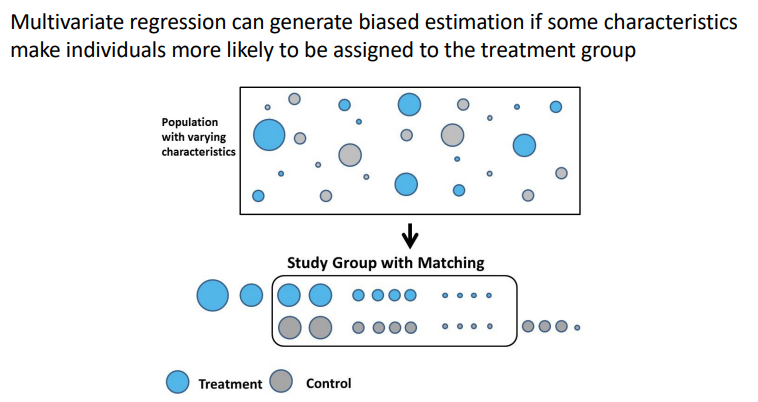 Multivariate regression can generate biased estimation if some characteristics
make individuals more likely to be assigned to the treatment group
Population
with varying
characteristics
Study Group with Matching
Treatment
Control